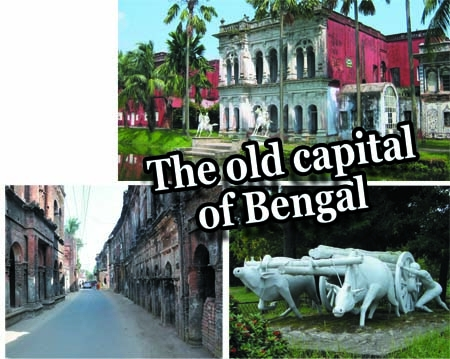 The old capital
of Bengal